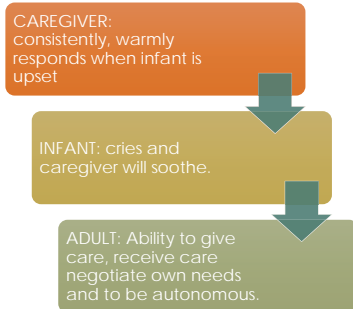 CAREGIVER:
consistently, warmly
responds when infant is
upset
INFANT: cries and
caregiver will soothe.
ADULT: Ability to give
care, receive care
negotiate own needs
and to be autonomous.